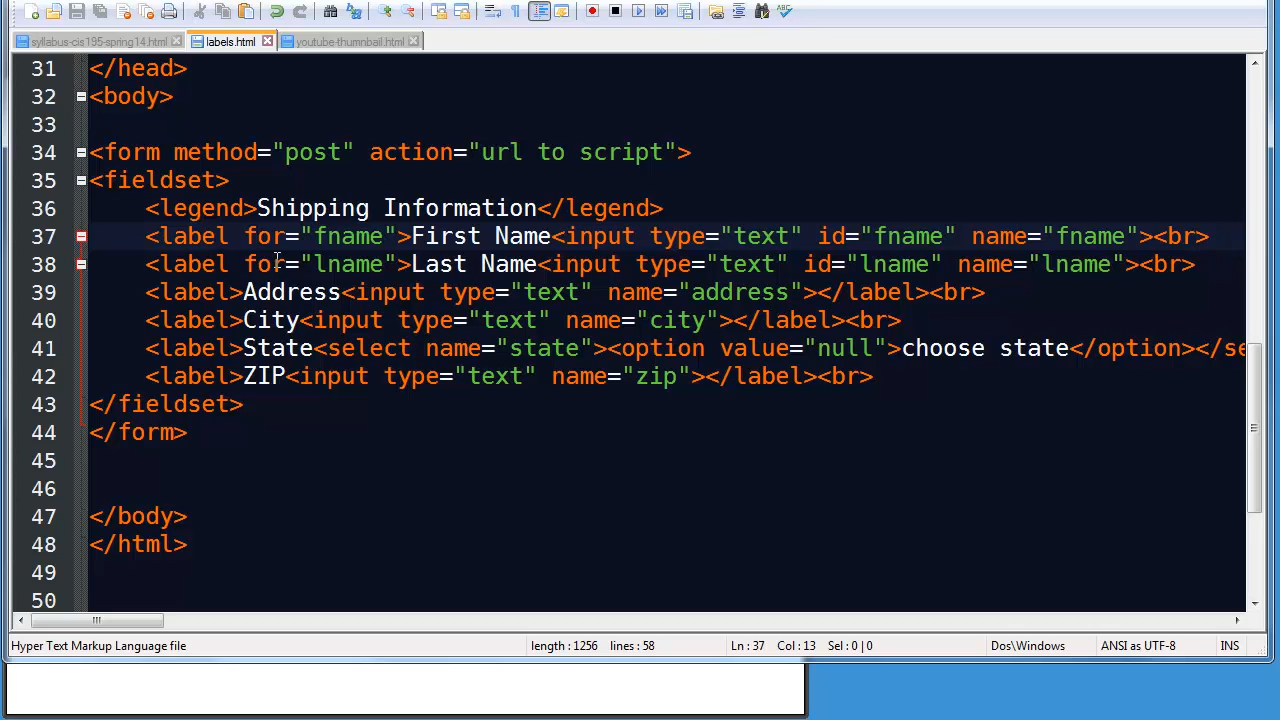 syllabus-cis195-spring14.html labels.html youtube-thumnbail.html
31 </head>
32 <body>
33
34 <form method="post" action="url to script">
35 <fieldset>
36 <legend>Shipping Information</legend>
37 <label for="fname">First Name<input type="text" id="fname" name="fname"><br>
38 <label for="lname">Last Name<input type="text" id="lname" name="lname"><br>
39 <label>Address<input type="text" name="address"></label><br>
40 <label>City<input type="text" name="city"></label><br>
41 <label>State<select name="state"><option value="null">choose state</option></se
42 <label>ZIP<input type="text" name="zip"></label><br>
43 </fieldset>
44 </form>
45
46
47 </body>
48 </html>
49
50
Hyper Text Markup Language file length : 1256 lines : 58 Ln : 37 Col : 13 Sel : 0 | 0 Dos\Windows ANSI as UTF-8 INS